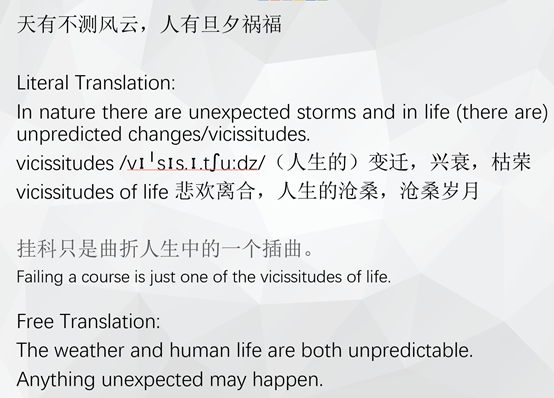 天有不测风云，人有旦夕祸福
Literal Translation:
In nature there are unexpected storms and in life (there are)
unpredicted changes/vicissitudes.
vicissitudes /vɪˈsɪs.ɪ.tʃuːdz/（人生的）变迁，兴衰，枯荣
vicissitudes of life 悲欢离合，人生的沧桑，沧桑岁月
挂科只是曲折人生中的一个插曲。
Failing a course is just one of the vicissitudes of life.
Free Translation:
The weather and human life are both unpredictable.
Anything unexpected may happen.